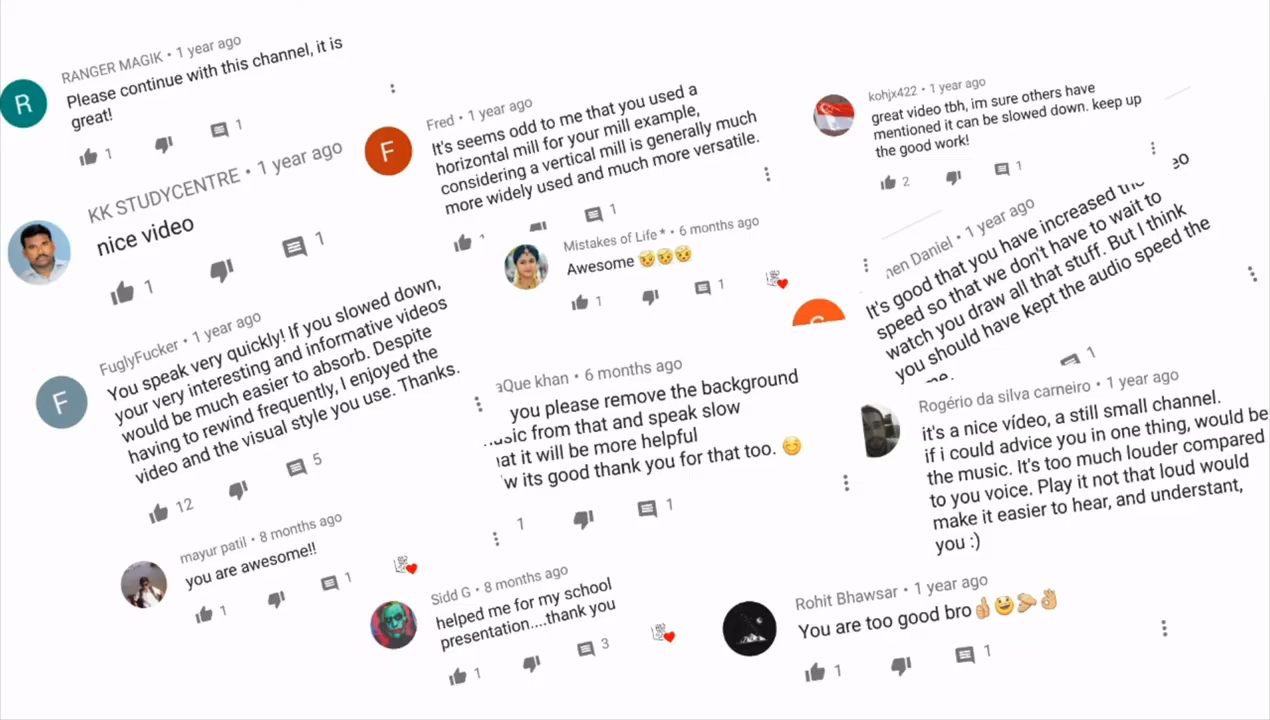 RANGER MAGIK • 1 year ago
Please continue with this channel, it is
great!
R
1
1
KK STUDYCENTRE • 1 year ago
nice video
1
1
FuglyFucker • 1 year ago
You speak very quickly! If you slowed down,
your very interesting and informative videos
would be much easier to absorb. Despite
having to rewind frequently, I enjoyed the
video and the visual style you use. Thanks.
F
12
5
mayur patil • 8 months ago
you are awesome!!
1
1
Fred • 1 year ago
It's seems odd to me that you used a
horizontal mill for your mill example,
considering a vertical mill is generally much
more widely used and much more versatile.
F
1
Mistakes of Life * • 6 months ago
Awesome 🤕🤕🤕
1
1
aQue khan • 6 months ago
you please remove the background
from that and speak slow
at it will be more helpful
w its good thank you for that too. 😊
1
1
Sidd G • 8 months ago
helped me for my school
presentation....thank you
1
3
kohjx422 • 1 year ago
great video tbh, im sure others have
mentioned it can be slowed down. keep up
the good work!
2
1
eo
hen Daniel • 1 year ago
It's good that you have increased the
speed so that we don't have to wait to
watch you draw all that stuff. But I think
you should have kept the audio speed the
me.
1
Rogério da silva carneiro • 1 year ago
it's a nice vídeo, a still small channel.
if i could advice you in one thing, would be
the music. It's too much louder compared
to you voice. Play it not that loud would
make it easier to hear, and understant,
you :)
Rohit Bhawsar • 1 year ago
You are too good bro 👍😃🤛👌
1
1